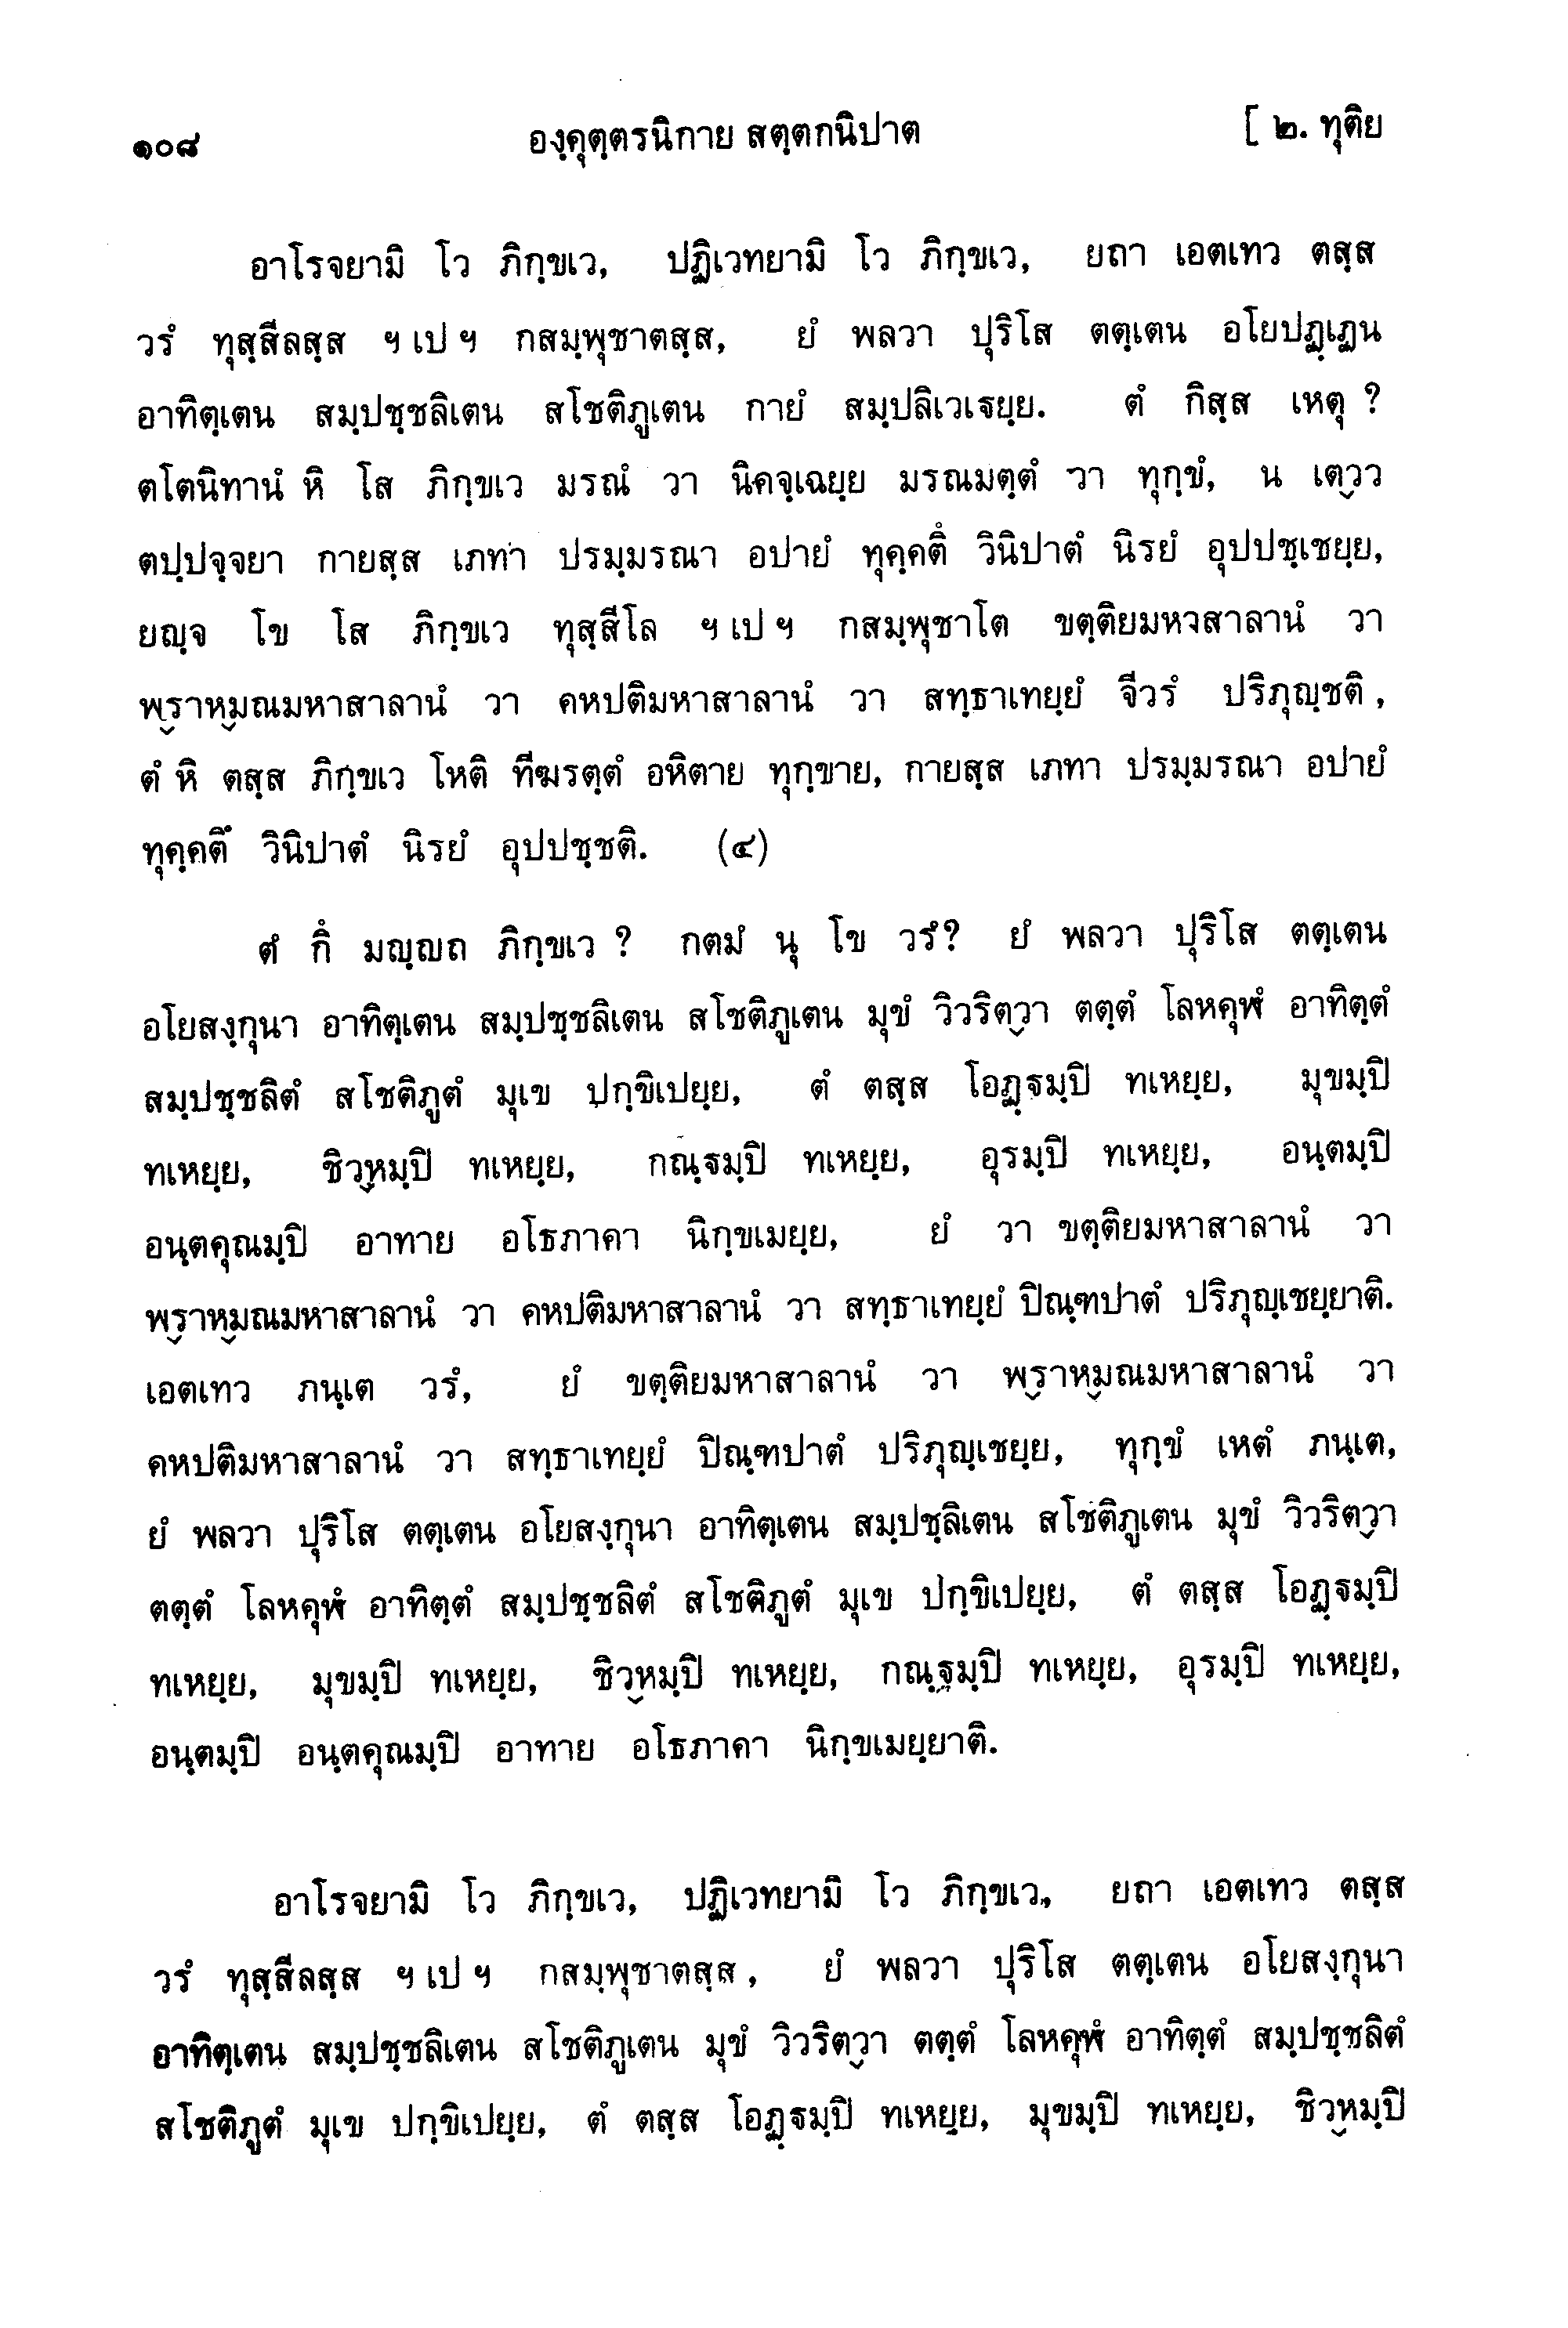 ๑๐๘ องฺคุตฺตรนิกาย สตฺตกนิปาต [ ๒. ทุติย
อาโรจยามิ โว ภิกฺขเว, ปฏิเวทยามิ โว ภิกฺขเว, ยถา เอตเทว ตสฺส
วรํ ทุสฺสีลสฺส ฯ เป ฯ กสมฺพุชาตสฺส, ยํ พลวา ปุริโส ตตฺเตน อโยปฏฺเฏน
อาทิตฺเตน สมฺปชฺชลิเตน สโชติภูเตน กายํ สมฺปลิเวเฐยฺย. ตํ กิสฺส เหตุ ?
ตโตนิทานํ หิ โส ภิกฺขเว มรณํ วา นิคจฺเฉยฺย มรณมตฺตํ วา ทุกฺขํ, น เตฺวว
ตปฺปจฺจยา กายสฺส เภทา ปรมฺมรณา อปายํ ทุคฺคตึ วินิปาตํ นิรยํ อุปปชฺเชยฺย,
ยญฺจ โข โส ภิกฺขเว ทุสฺสีโล ฯ เป ฯ กสมฺพุชาโต ขตฺติยมหาสาลานํ วา
พฺราหฺมณมหาสาลานํ วา คหปติมหาสาลานํ วา สทฺธาเทยฺยํ จีวรํ ปริภุญฺชติ,
ตํ หิ ตสฺส ภิกฺขเว โหติ ทีฆรตฺตํ อหิตาย ทุกฺขาย, กายสฺส เภทา ปรมฺมรณา อปายํ
ทุคฺคตึ วินิปาตํ นิรยํ อุปปชฺชติ. (๔)
ตํ กึ มญฺญถ ภิกฺขเว ? กตมํ นุ โข วรํ? ยํ พลวา ปุริโส ตตฺเตน
อโยสงฺกุนา อาทิตฺเตน สมฺปชฺชลิเตน สโชติภูเตน มุขํ วิวริตฺวา ตตฺตํ โลหคุฬํ อาทิตฺตํ
สมฺปชฺชลิตํ สโชติภูตํ มุเข ปกฺขิเปยฺย, ตํ ตสฺส โอฏฺฐมฺปิ ทเหยฺย, มุขมฺปิ
ทเหยฺย, ชิวฺหมฺปิ ทเหยฺย, กณฺฐมฺปิ ทเหยฺย, อุรมฺปิ ทเหยฺย, อนฺตมฺปิ
อนฺตคุณมฺปิ อาทาย อโธภาคา นิกฺขเมยฺย, ยํ วา ขตฺติยมหาสาลานํ วา
พฺราหฺมณมหาสาลานํ วา คหปติมหาสาลานํ วา สทฺธาเทยฺยํ ปิณฺฑปาตํ ปริภุญฺเชยฺยาติ.
เอตเทว ภนฺเต วรํ, ยํ ขตฺติยมหาสาลานํ วา พฺราหฺมณมหาสาลานํ วา
คหปติมหาสาลานํ วา สทฺธาเทยฺยํ ปิณฺฑปาตํ ปริภุญฺเชยฺย, ทุกฺขํ เหตํ ภนฺเต,
ยํ พลวา ปุริโส ตตฺเตน อโยสงฺกุนา อาทิตฺเตน สมฺปชฺลิเตน สโชติภูเตน มุขํ วิวริตฺวา
ตตฺตํ โลหคุฬํ อาทิตฺตํ สมฺปชฺชลิตํ สโชติภูตํ มุเข ปกฺขิเปยฺย, ตํ ตสฺส โอฏฺฐมฺปิ
ทเหยฺย, มุขมฺปิ ทเหยฺย, ชิวฺหมฺปิ ทเหยฺย, กณฺฐมฺปิ ทเหยฺย, อุรมฺปิ ทเหยฺย,
อนฺตมฺปิ อนฺตคุณมฺปิ อาทาย อโธภาคา นิกฺขเมยฺยาติ.
อาโรจยามิ โว ภิกฺขเว, ปฏิเวทยามิ โว ภิกฺขเว, ยถา เอตเทว ตสฺส
วรํ ทุสฺสีลสฺส ฯ เป ฯ กสมฺพุชาตสฺส, ยํ พลวา ปุริโส ตตฺเตน อโยสงฺกุนา
อาทิตฺเตน สมฺปชฺชลิเตน สโชติภูเตน มุขํ วิวริตฺวา ตตฺตํ โลหคุฬํ อาทิตฺตํ สมฺปชฺชลิตํ
สโชติภูตํ มุเข ปกฺขิเปยฺย, ตํ ตสฺส โอฏฺฐมฺปิ ทเหยฺย, มุขมฺปิ ทเหยฺย, ชิวฺหมฺปิ